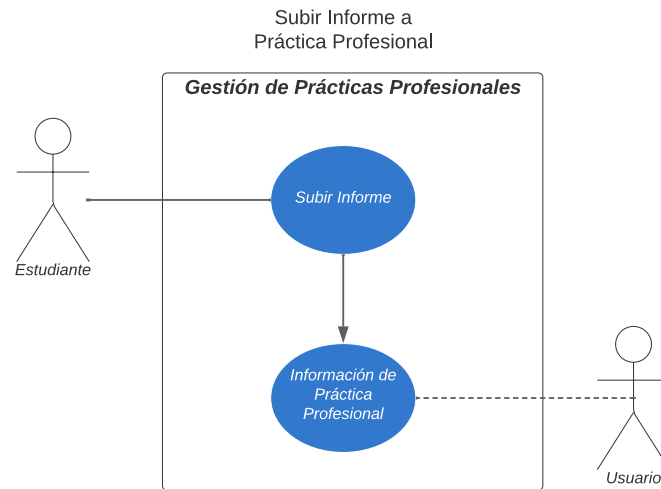 Subir Informe a
Práctica Profesional
Gestión de Prácticas Profesionales
Subir Informe
Estudiante
Información de
Práctica
Profesional
Usuario